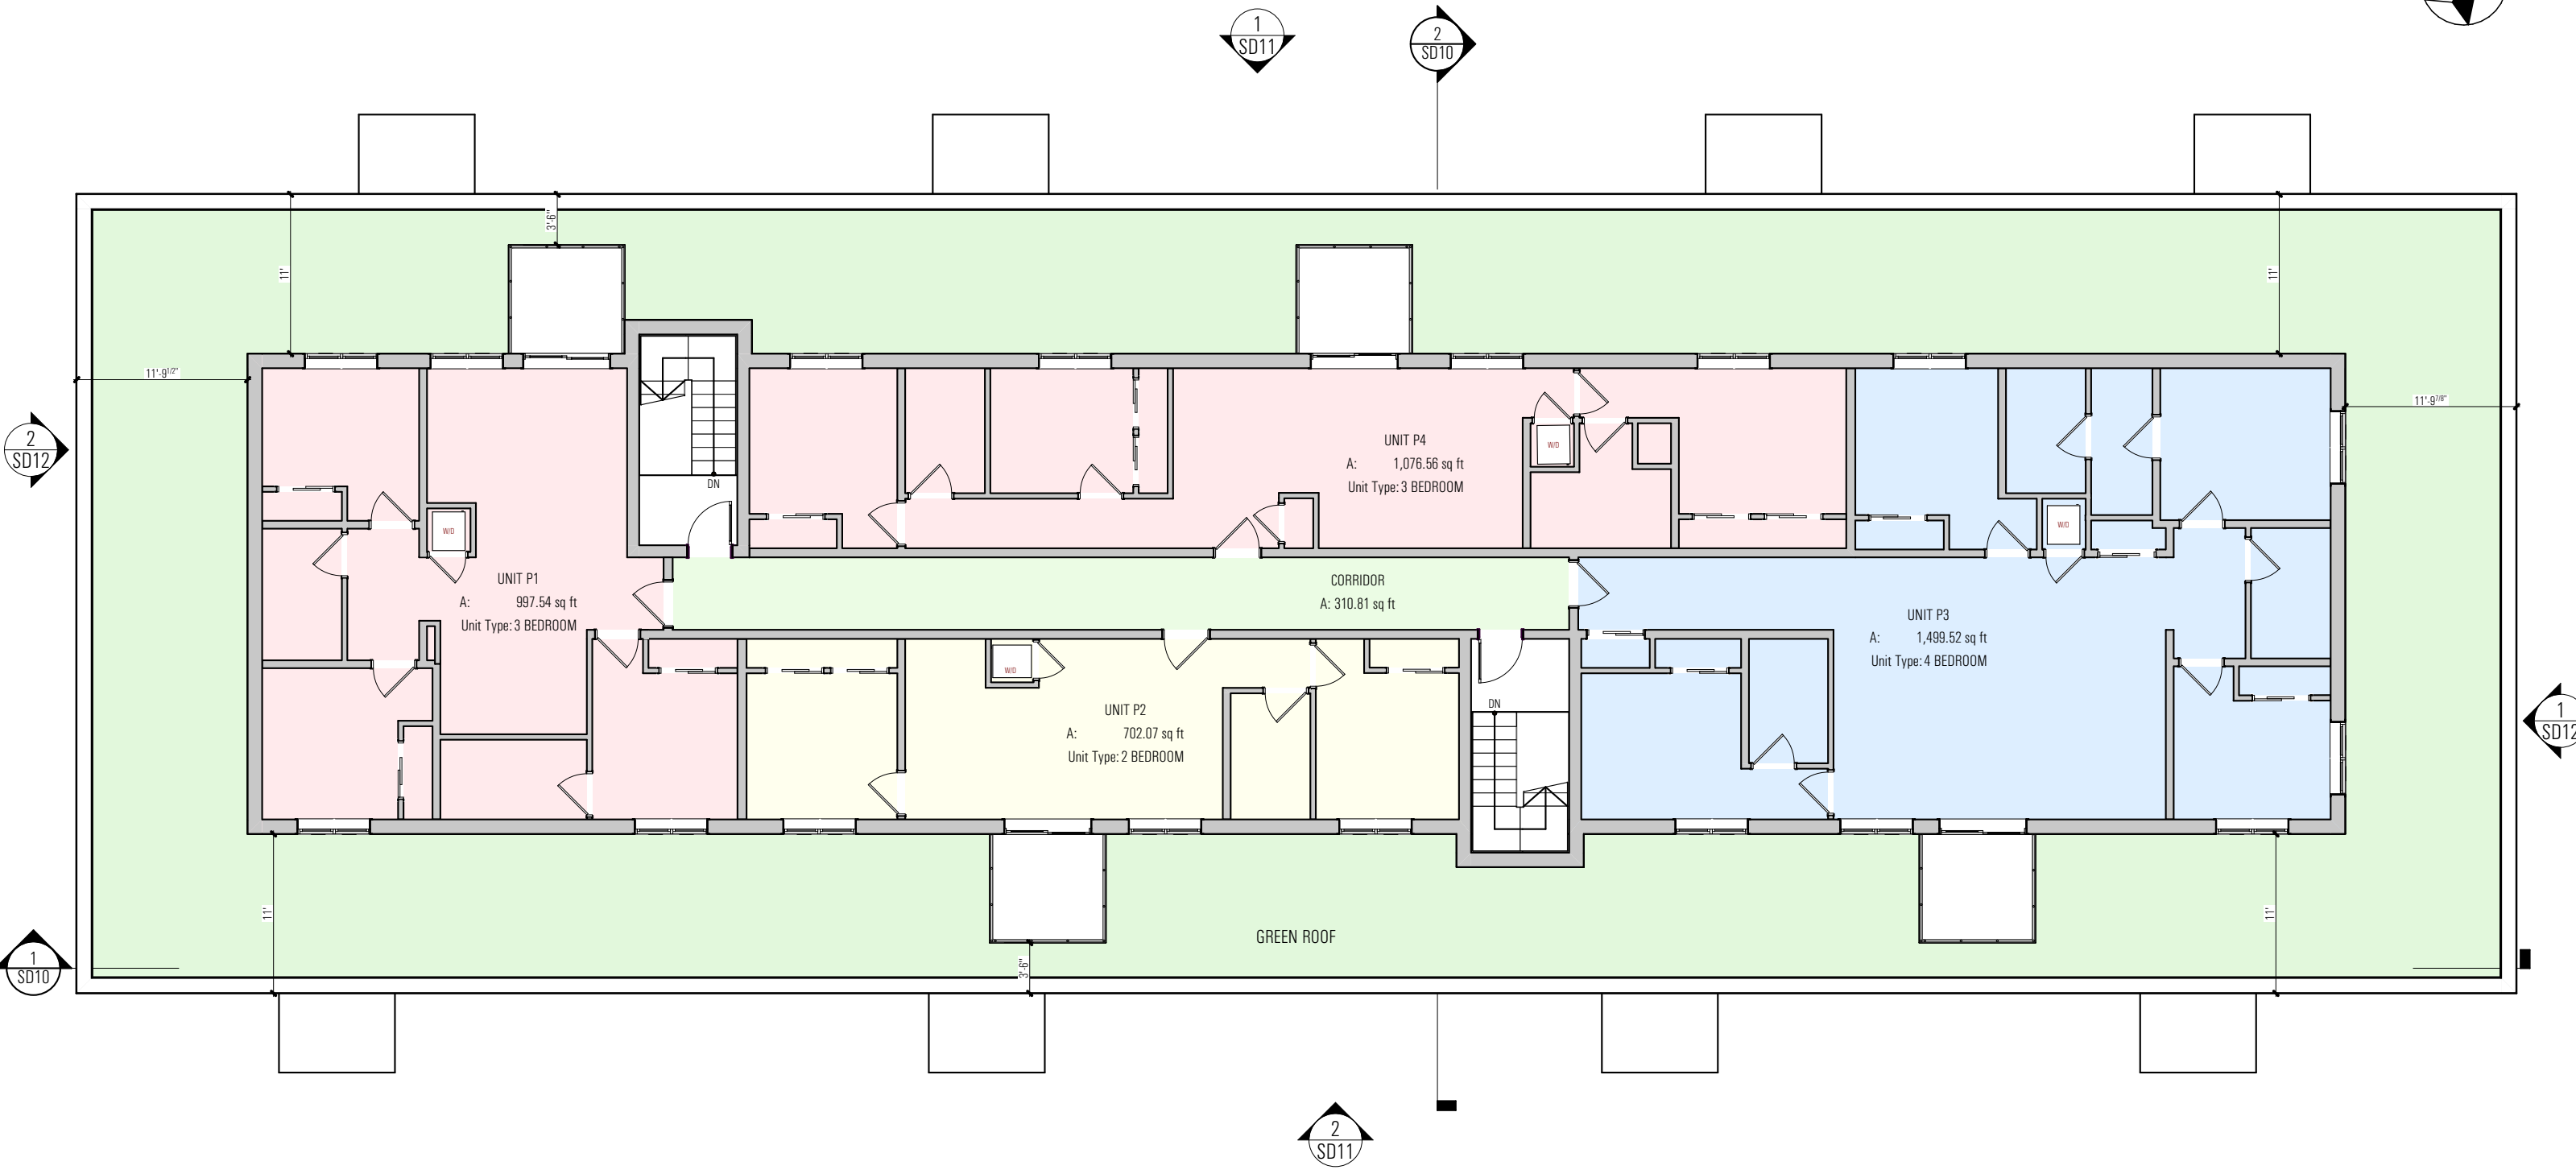 1
SD11
2
SD10
3'-6"
11'
11'
11'-9 1/2"
11'-9 7/8"
2
SD12
DN
W/D
UNIT P4
A: 1,076.56 sq ft
Unit Type: 3 BEDROOM
W/D
W/D
UNIT P1
A: 997.54 sq ft
Unit Type: 3 BEDROOM
CORRIDOR
A: 310.81 sq ft
UNIT P3
A: 1,499.52 sq ft
Unit Type: 4 BEDROOM
W/D
UNIT P2
A: 702.07 sq ft
Unit Type: 2 BEDROOM
DN
1
SD12
11'
11'
GREEN ROOF
3'-6"
1
SD10
2
SD11